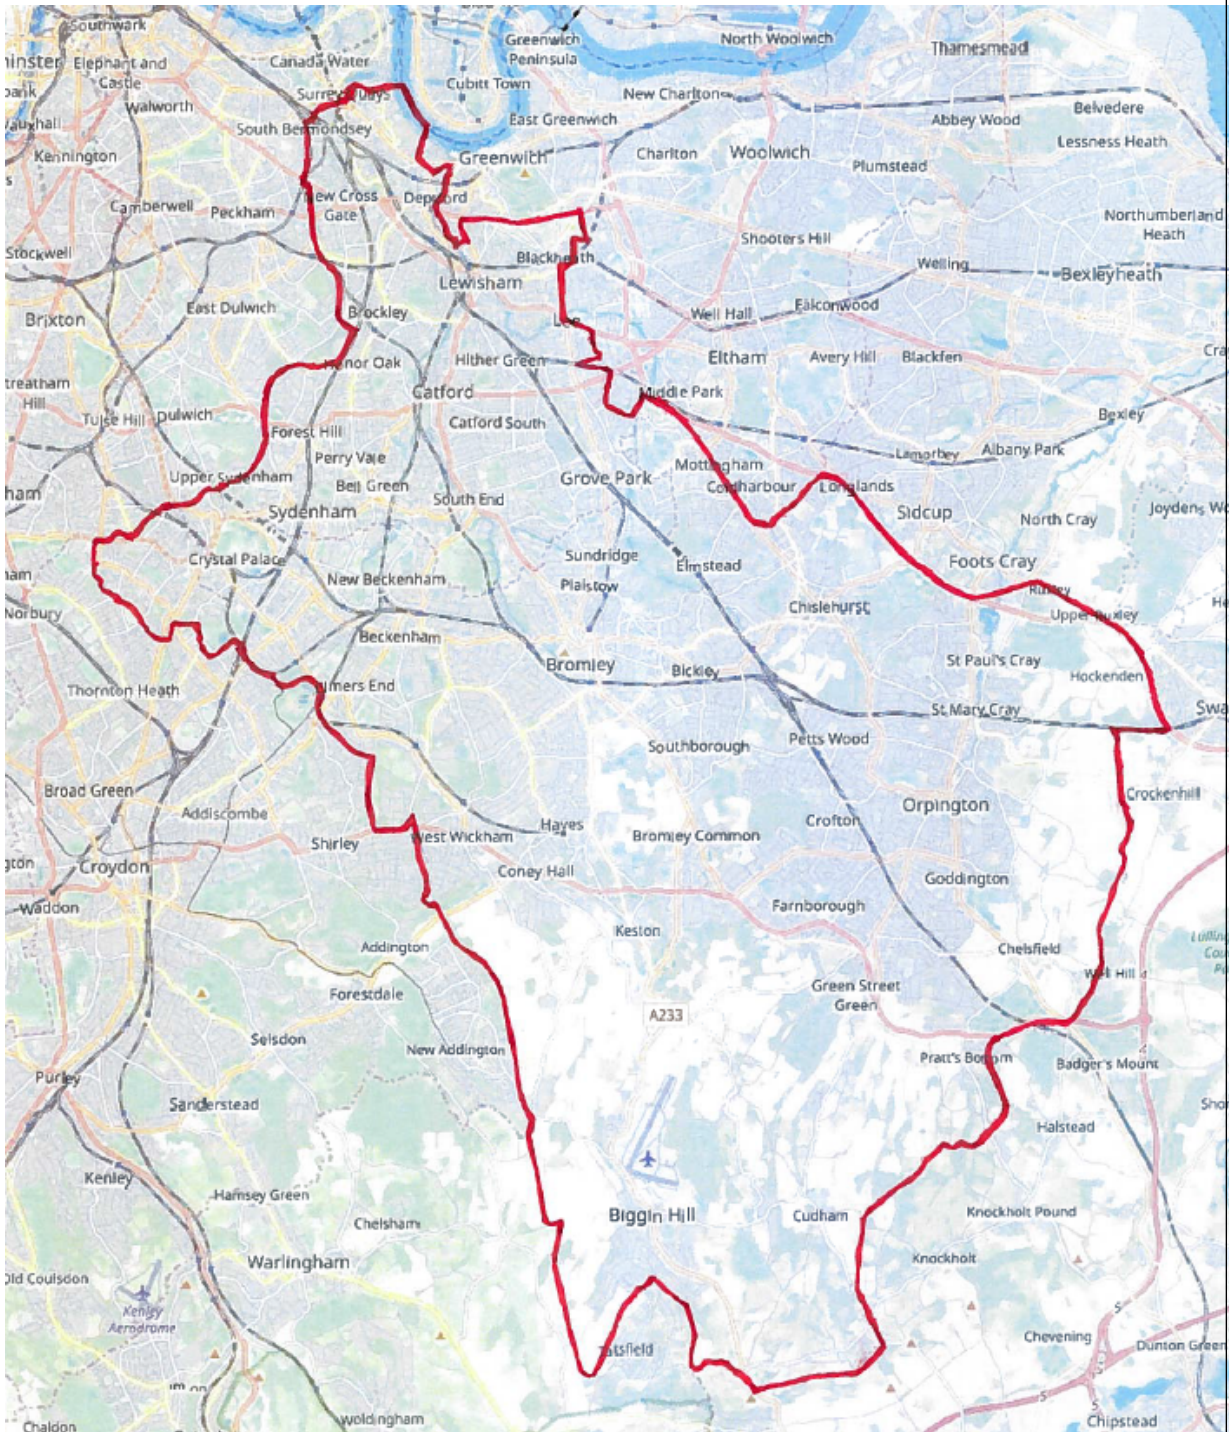 Southwark
Greenwich
Peninsula
North Woolwich
Thamesmead
Elephant and
Castle
Canada Water
Cubitt Town
New Charlton
Belvedere
Walworth
South Bermondsey
East Greenwich
Abbey Wood
Lessness Heath
Kennington
Greenwich
Charlton
Woolwich
Plumstead
Camberwell
Peckham
New Cross
Gate
Deptford
Northumberland
Heath
Stockwell
Shooters Hill
Blackheath
Welling
Bexleyheath
Lewisham
East Dulwich
Brockley
Well Hall
Falconwood
Brixton
Honor Oak
Hither Green
Eltham
Avery Hill
Blackfen
Catford
Middle Park
Hill
Tulse Hill
Dulwich
Catford South
Bexley
Forest Hill
Perry Vale
Albany Park
Lamorbey
Upper Sydenham
Bell Green
South End
Grove Park
Mottingham
Coldharbour
Longlands
Sydenham
Sidcup
North Cray
Crystal Palace
New Beckenham
Sundridge
Plaistow
Elmstead
Foots Cray
Ruxley
Norbury
Chislehurst
Upper Ruxley
Beckenham
Bromley
Bickley
St Paul's Cray
Hockenden
Thornton Heath
St Mary Cray
Southborough
Petts Wood
Broad Green
Addiscombe
Orpington
Crockenhill
Shirley
West Wickham
Hayes
Bromley Common
Crofton
Croydon
Coney Hall
Goddington
Waddon
Farnborough
Addington
Keston
Chelsfield
Well Hill
Forestdale
Green Street
Green
A233
Selsdon
New Addington
Pratt's Bottom
Badger's Mount
Purley
Sanderstead
Halstead
Kenley
Hamsey Green
Chelsham
Biggin Hill
Cudham
Knockholt Pound
Warlingham
Knockholt
Old Coulsdon
Kenley
Aerodrome
Tatsfield
Chevening
Dunton Green
Woldingham
Chaldon
Chipstead